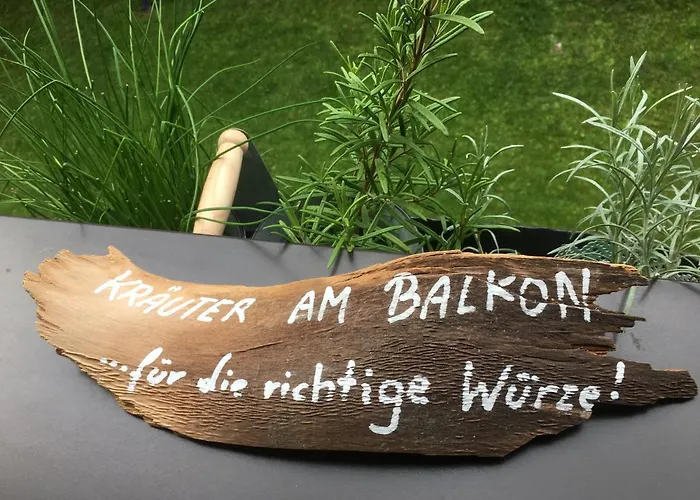 KRÄUTER AM BALKON
...für die richtige Würze!